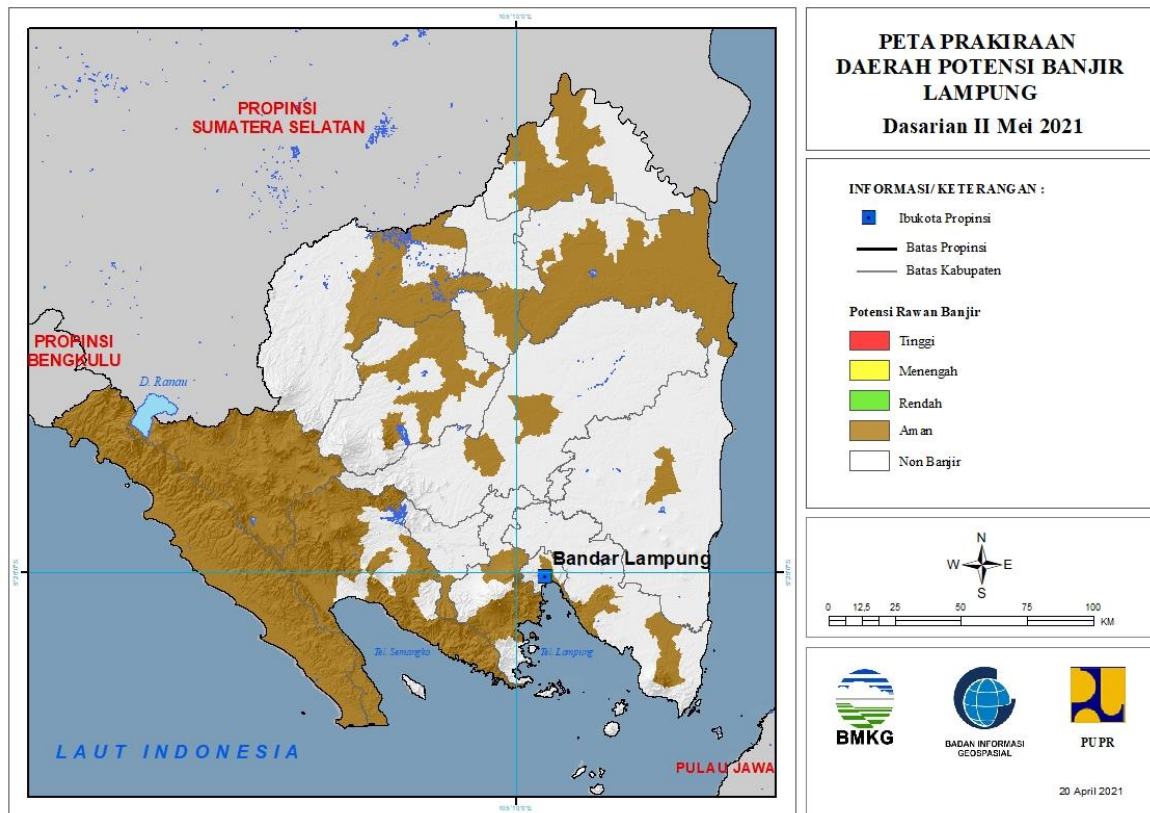 PETA PRAKIRAAN
DAERAH POTENSI BANJIR
LAMPUNG
Dasarian II Mei 2021
INFORMASI/ KETERANGAN :
Ibukota Propinsi
Batas Propinsi
Batas Kabupaten
Potensi Rawan Banjir
Tinggi
Menengah
Rendah
Aman
Non Banjir
N
W E
S
0 12,5 25 50 75 100
KM
BMKG
BADAN INFORMASI
GEOSPASIAL
PUPR
20 April 2021
PROPINSI
SUMATERA SELATAN
PROPINSI
BENGKULU
D. Ranau
Bandar Lampung
Tel. Semangko
Tel. Lampung
LAUT INDONESIA
PULAU JAWA